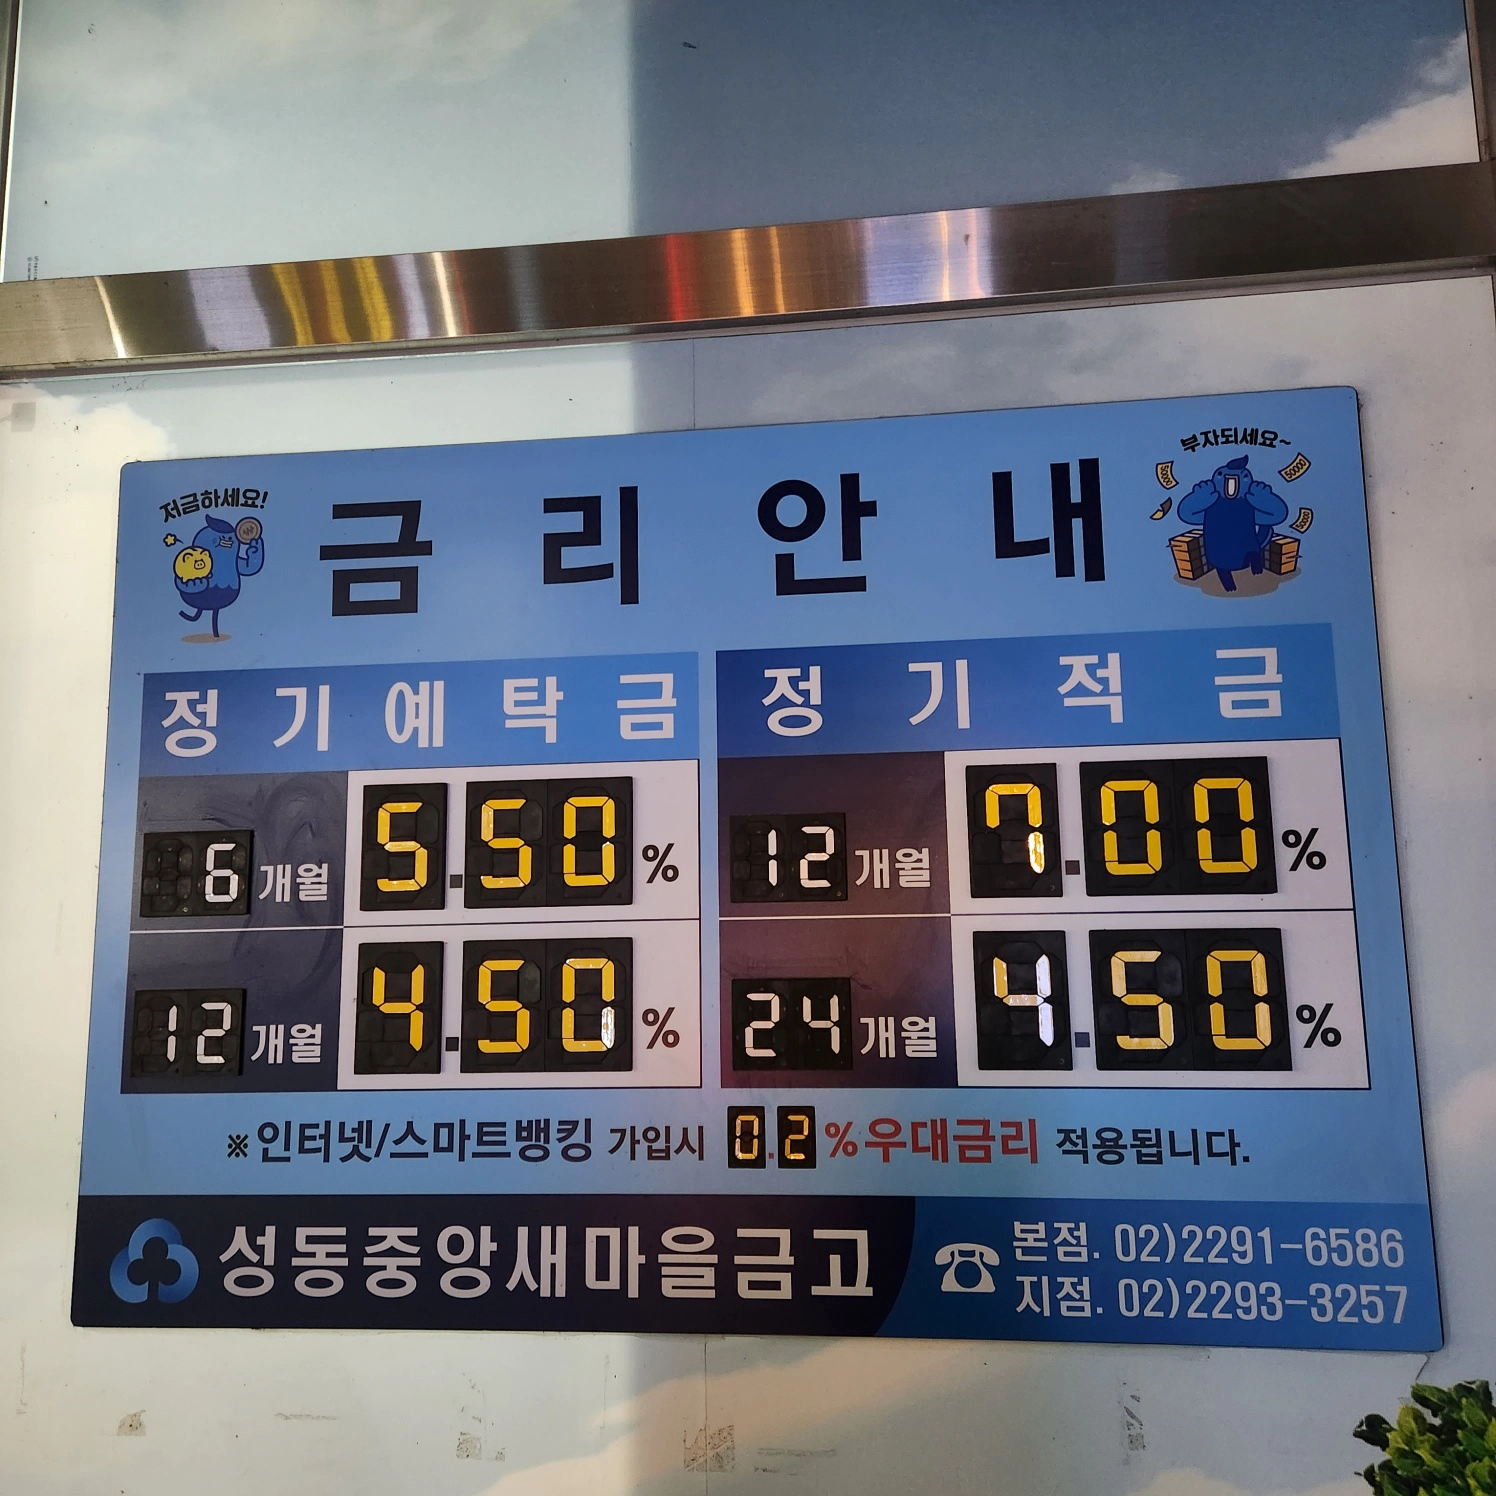 저금하세요!
부자되세요~
금리안내
정기예탁금
6개월 5.50%
12개월 4.50%
정기적금
12개월 7.00%
24개월 4.50%
※인터넷/스마트뱅킹 가입시 0.2%우대금리 적용됩니다.
성동중앙새마을금고
본점. 02)2291-6586
지점. 02)2293-3257
50000
50000
50000